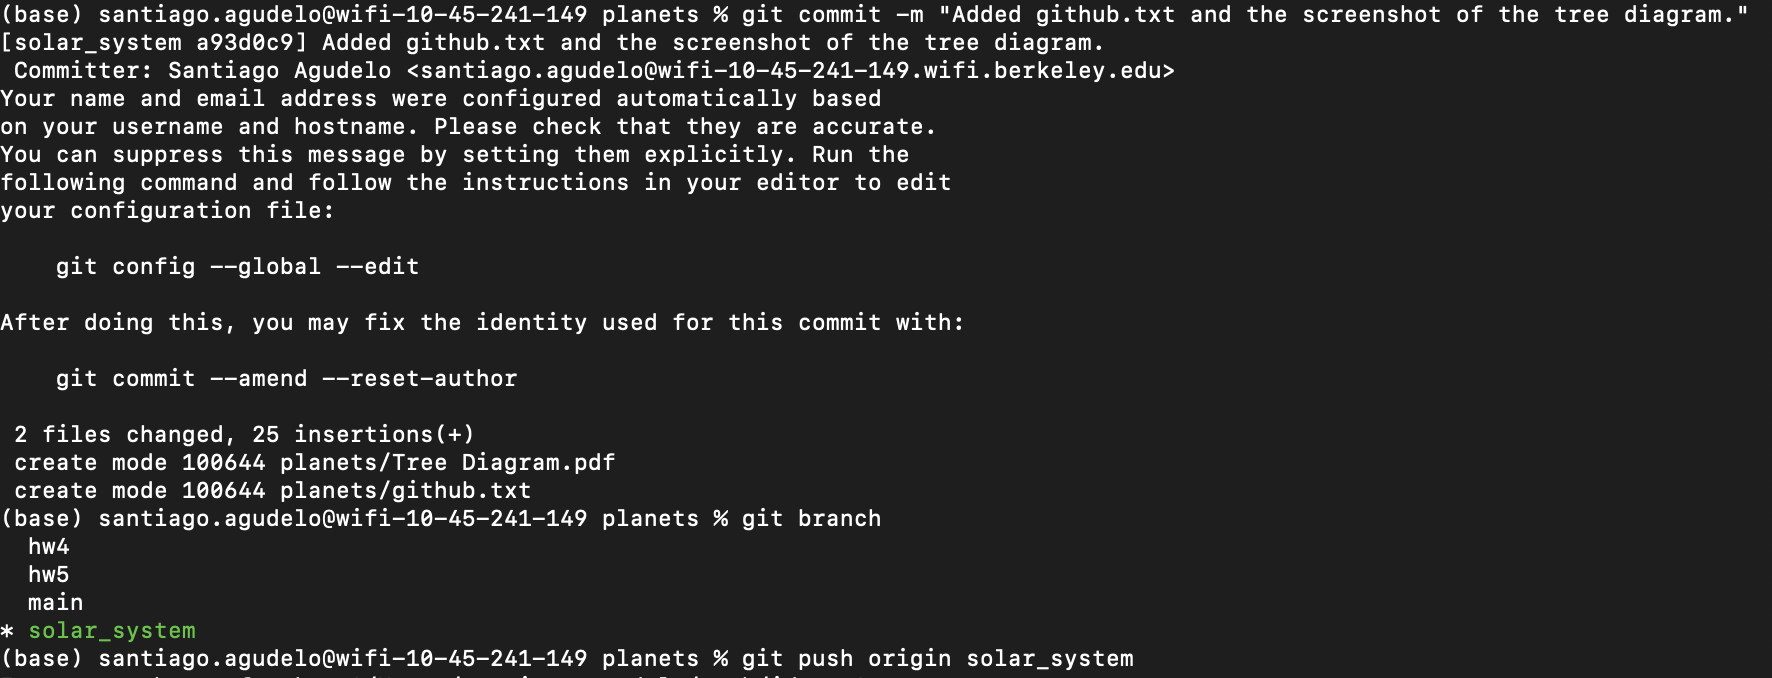 (base) santiago.agudelo@wifi-10-45-241-149 planets % git commit -m "Added github.txt and the screenshot of the tree diagram."
[solar_system a93d0c9] Added github.txt and the screenshot of the tree diagram.
 Committer: Santiago Agudelo <santiago.agudelo@wifi-10-45-241-149.wifi.berkeley.edu>
Your name and email address were configured automatically based
on your username and hostname. Please check that they are accurate.
You can suppress this message by setting them explicitly. Run the
following command and follow the instructions in your editor to edit
your configuration file:
    git config --global --edit
After doing this, you may fix the identity used for this commit with:
    git commit --amend --reset-author
 2 files changed, 25 insertions(+)
 create mode 100644 planets/Tree Diagram.pdf
 create mode 100644 planets/github.txt
(base) santiago.agudelo@wifi-10-45-241-149 planets % git branch
  hw4
  hw5
  main
* solar_system
(base) santiago.agudelo@wifi-10-45-241-149 planets % git push origin solar_system